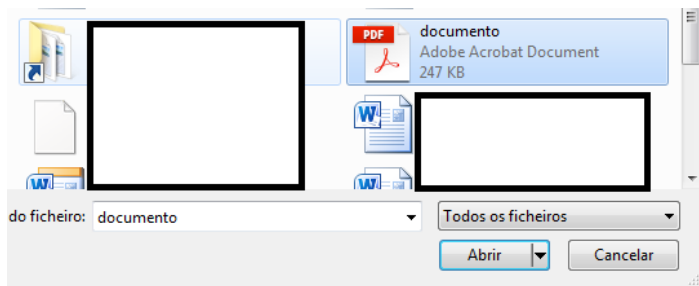 PDF
documento
Adobe Acrobat Document
247 KB
W
W
W
do ficheiro:
documento
Todos os ficheiros
Abrir
Cancelar